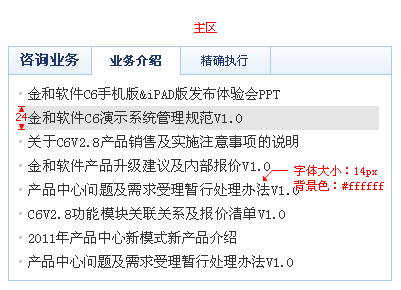 主区
咨询业务 业务介绍 精确执行
金和软件C6手机版&iPAD版发布体验会PPT
24 金和软件C6演示系统管理规范V1.0
关于C6V2.8产品销售及实施注意事项的说明
金和软件产品升级建议及内部报价V1.0
字体大小：14px
产品中心问题及需求受理暂行处理办法V1.0
背景色：#ffffff
C6V2.8功能模块关联关系及报价清单V1.0
2011年产品中心新模式新产品介绍
产品中心问题及需求受理暂行处理办法V1.0